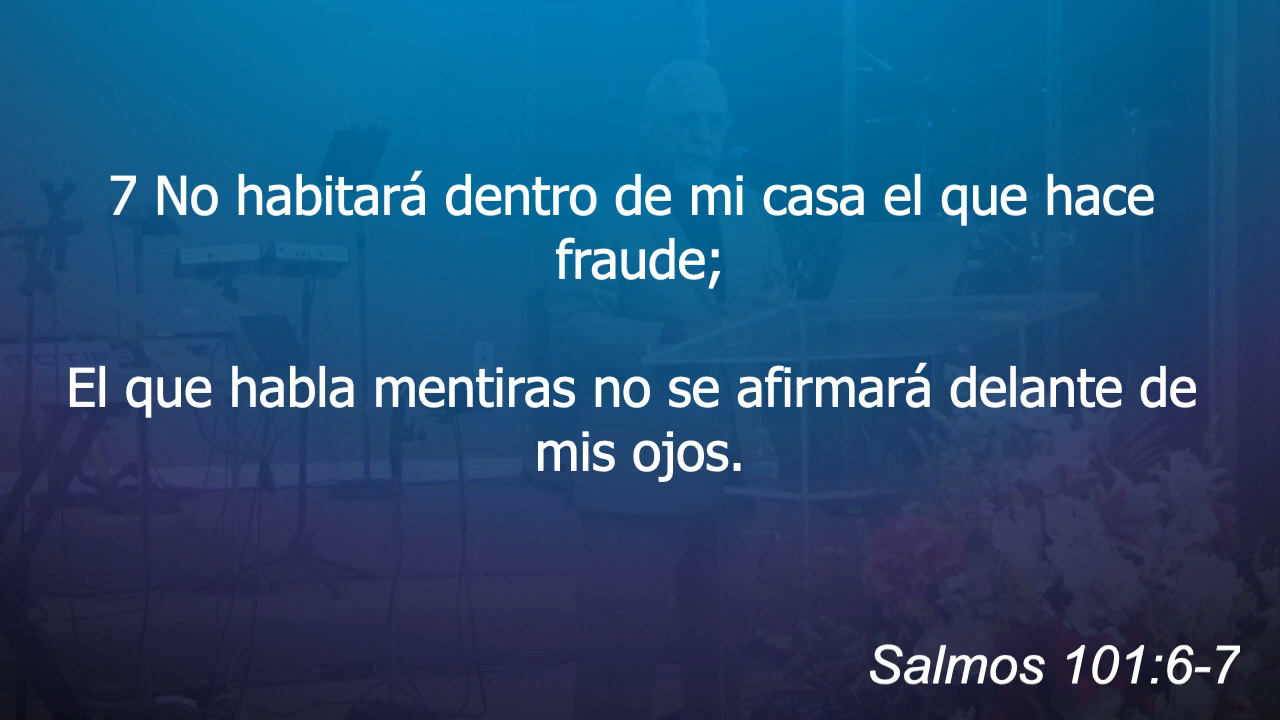 7 No habitará dentro de mi casa el que hace
fraude;
El que habla mentiras no se afirmará delante de
mis ojos.
Salmos 101:6-7